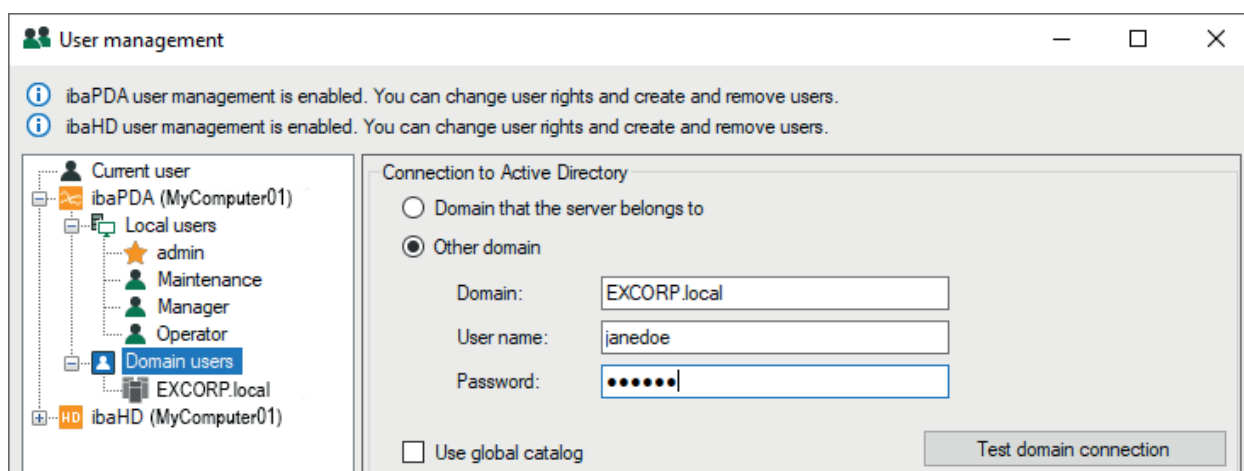 User management
ibaPDA user management is enabled. You can change user rights and create and remove users.
ibaHD user management is enabled. You can change user rights and create and remove users.
Current user
ibaPDA (MyComputer01)
Local users
admin
Maintenance
Manager
Operator
Domain users
EXCORP.local
HD ibaHD (MyComputer01)
Connection to Active Directory
Domain that the server belongs to
Other domain
Domain: EXCORP.local
User name: janedoe
Password: ●●●●●●
Use global catalog
Test domain connection